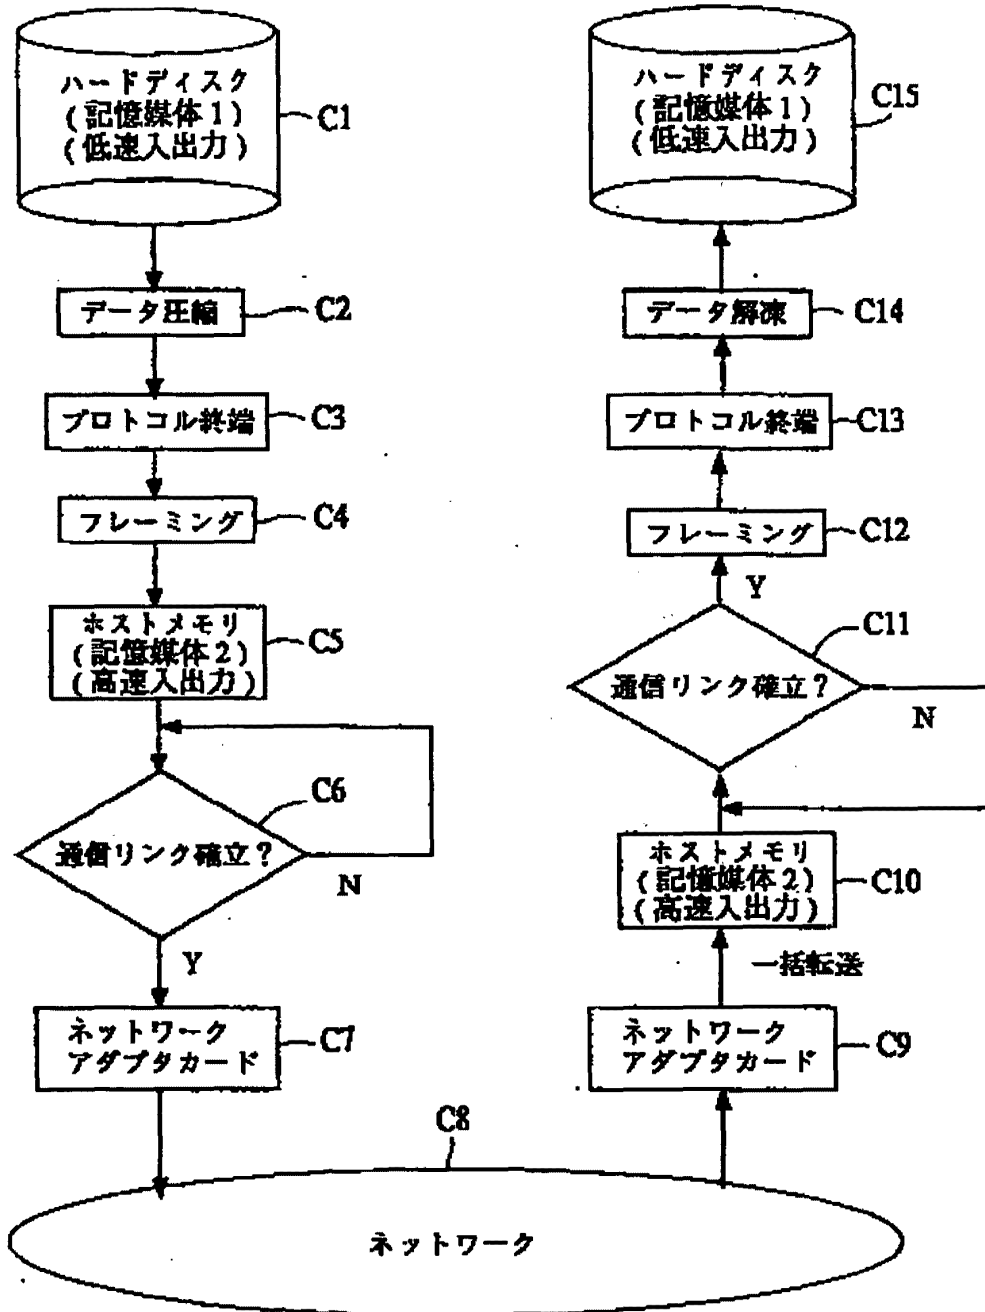 ハードディスク
(記憶媒体1)
(低速入出力)
C1
データ圧縮
C2
プロトコル終端
C3
フレーミング
C4
ホストメモリ
(記憶媒体2)
(高速入出力)
C5
C6
通信リンク確立?
N
Y
ネットワーク
アダプタカード
C7
C8
ネットワーク
ハードディスク
(記憶媒体1)
(低速入出力)
C15
データ解凍
C14
プロトコル終端
C13
フレーミング
C12
Y
C11
通信リンク確立?
N
ホストメモリ
(記憶媒体2)
(高速入出力)
C10
一括転送
ネットワーク
アダプタカード
C9